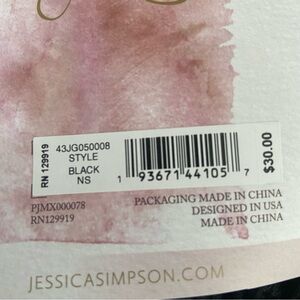 RN 129919
43JG050008
STYLE
BLACK
NS
1 93671 44105 7
$30.00
PJMX000078
RN129919
PACKAGING MADE IN CHINA
DESIGNED IN USA
MADE IN CHINA
JESSICASIMPSON.COM